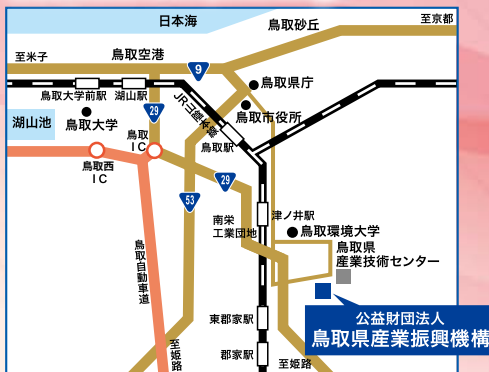 日本海
鳥取砂丘
至京都
至米子
鳥取空港
9
鳥取県庁
鳥取大学前駅
湖山駅
JR山陰本線
鳥取市役所
湖山池
鳥取大学
29
鳥取
IC
鳥取駅
鳥取西
IC
29
53
南栄
工業団地
津ノ井駅
鳥取環境大学
鳥取県
産業技術センター
鳥取自動車道
公益財団法人
鳥取県産業振興機構
東郡家駅
郡家駅
至姫路
至姫路